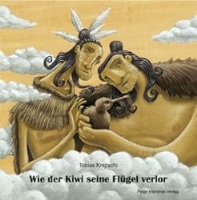 Tobias Krejtschi
Wie der Kiwi seine Flügel verlor
Peter Hammer Verlag